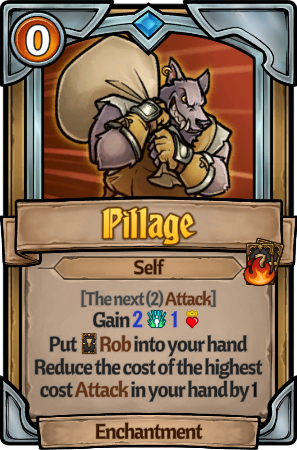 0
Pillage
Self
[The next (2) Attack]
Gain 2 1
Put Rob into your hand
Reduce the cost of the highest
cost Attack in your hand by 1
Enchantment